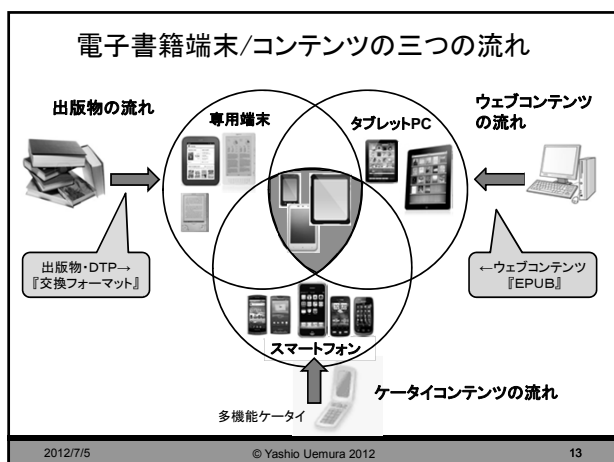 電子書籍端末/コンテンツの三つの流れ
出版物の流れ
専用端末
タブレットPC
ウェブコンテンツ
の流れ
出版物・DTP→
『交換フォーマット』
←ウェブコンテンツ
『EPUB』
スマートフォン
ケータイコンテンツの流れ
多機能ケータイ
2012/7/5
© Yashio Uemura 2012
13